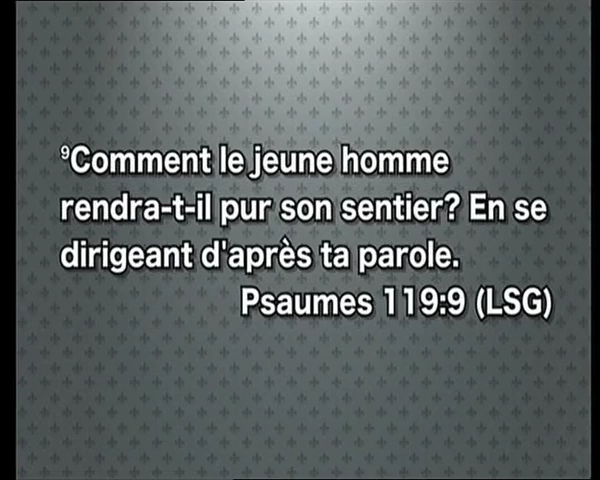 ⁹Comment le jeune homme
rendra-t-il pur son sentier? En se
dirigeant d'après ta parole.
Psaumes 119:9 (LSG)